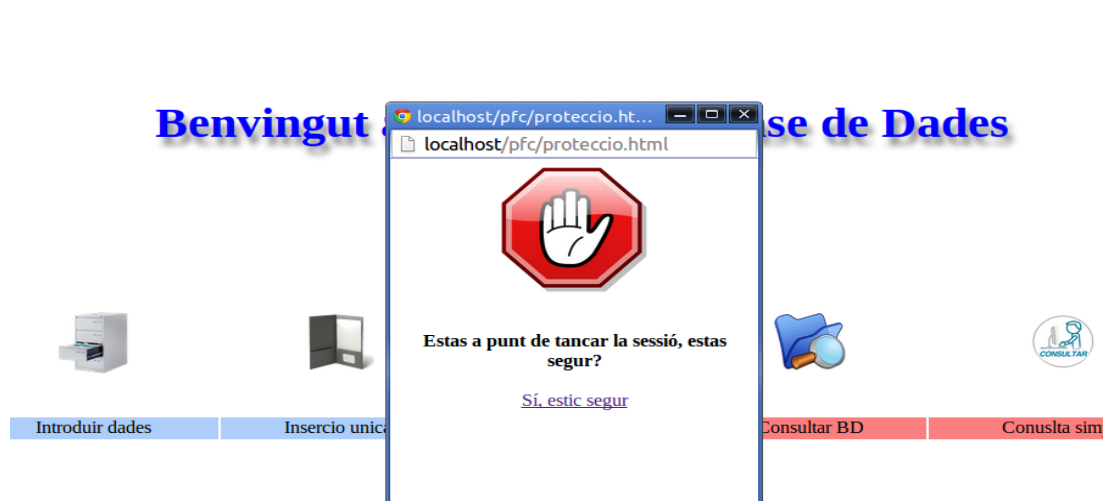 Benvingut
ase de Dades
localhost/pfc/proteccio.ht...
localhost/pfc/proteccio.html
Estas a punt de tancar la sessió, estas
segur?
Sí, estic segur
CONSULTAR
Introduir dades
Insercio unica
Consultar BD
Conuslta sim